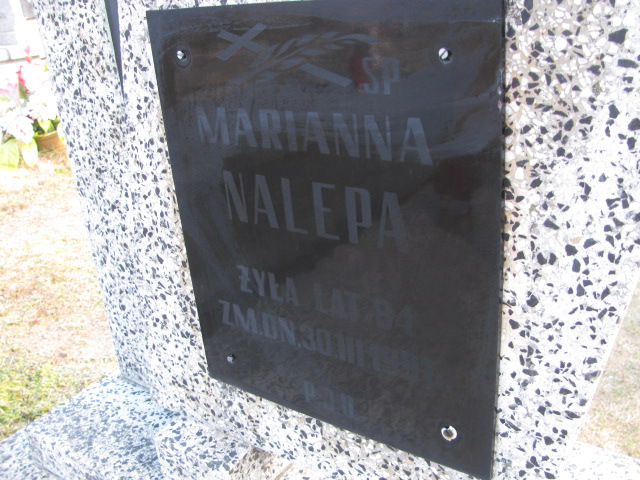 ŚP
MARIANNA
NALEPA
ŻYŁA LAT 84
ZM.DN.30.III